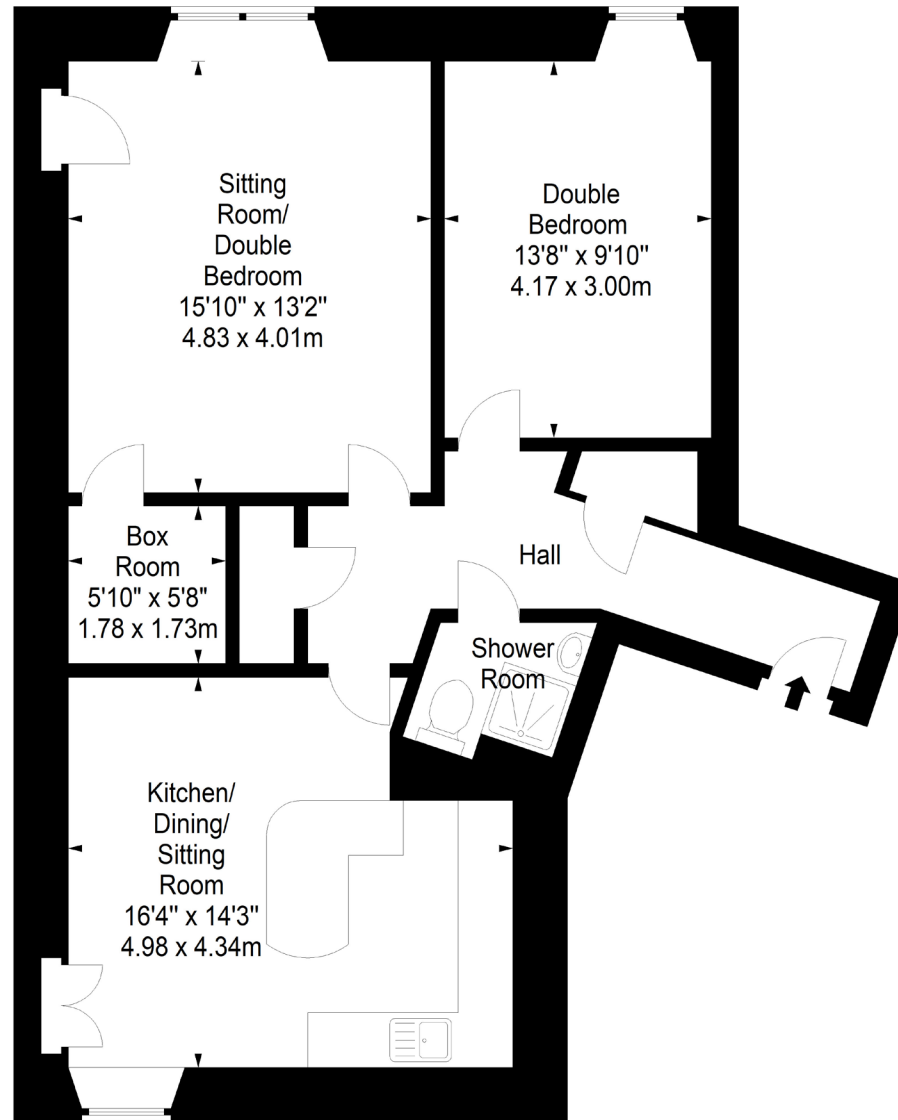 Sitting
Room/
Double
Bedroom
15'10" x 13'2"
4.83 x 4.01m
Double
Bedroom
13'8" x 9'10"
4.17 x 3.00m
Box
Room
5'10" x 5'8"
1.78 x 1.73m
Hall
Shower
Room
Kitchen/
Dining/
Sitting
Room
16'4" x 14'3"
4.98 x 4.34m